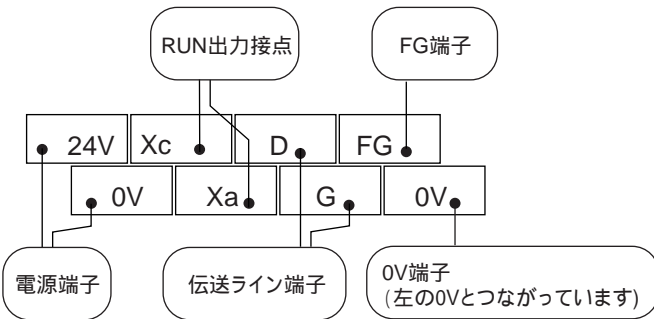 RUN出力接点
FG端子
24V Xc D FG
0V Xa G 0V
電源端子
伝送ライン端子
0V端子
(左の0Vとつながっています)